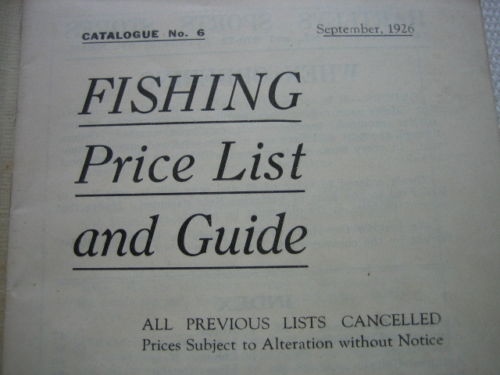 CATALOGUE No. 6 September, 1926
FISHING
Price List
and Guide
ALL PREVIOUS LISTS CANCELLED
Prices Subject to Alteration without Notice